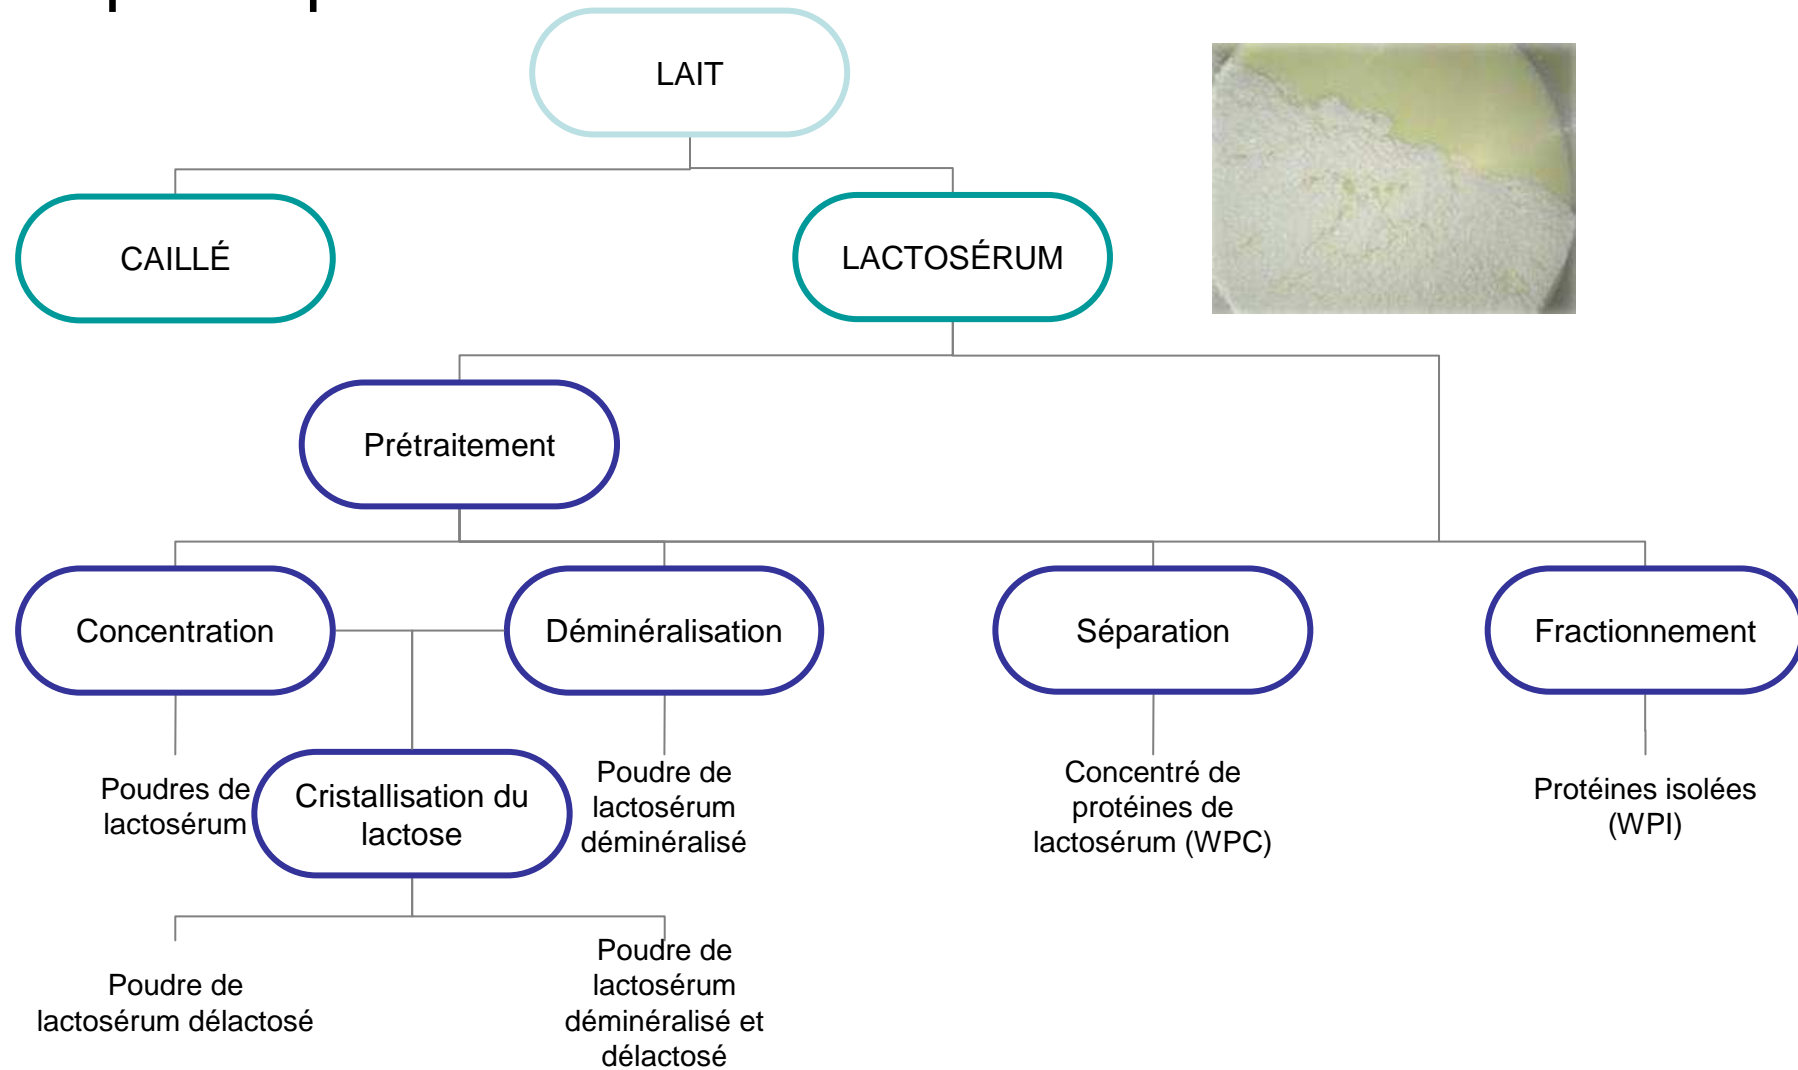 LAIT
CAILLÉ
LACTOSÉRUM
Prétraitement
Concentration
Déminéralisation
Séparation
Fractionnement
Poudres de
lactosérum
Cristallisation du
lactose
Poudre de
lactosérum
déminéralisé
Concentré de
protéines de
lactosérum (WPC)
Protéines isolées
(WPI)
Poudre de
lactosérum délactosé
Poudre de
lactosérum
déminéralisé et
délactosé